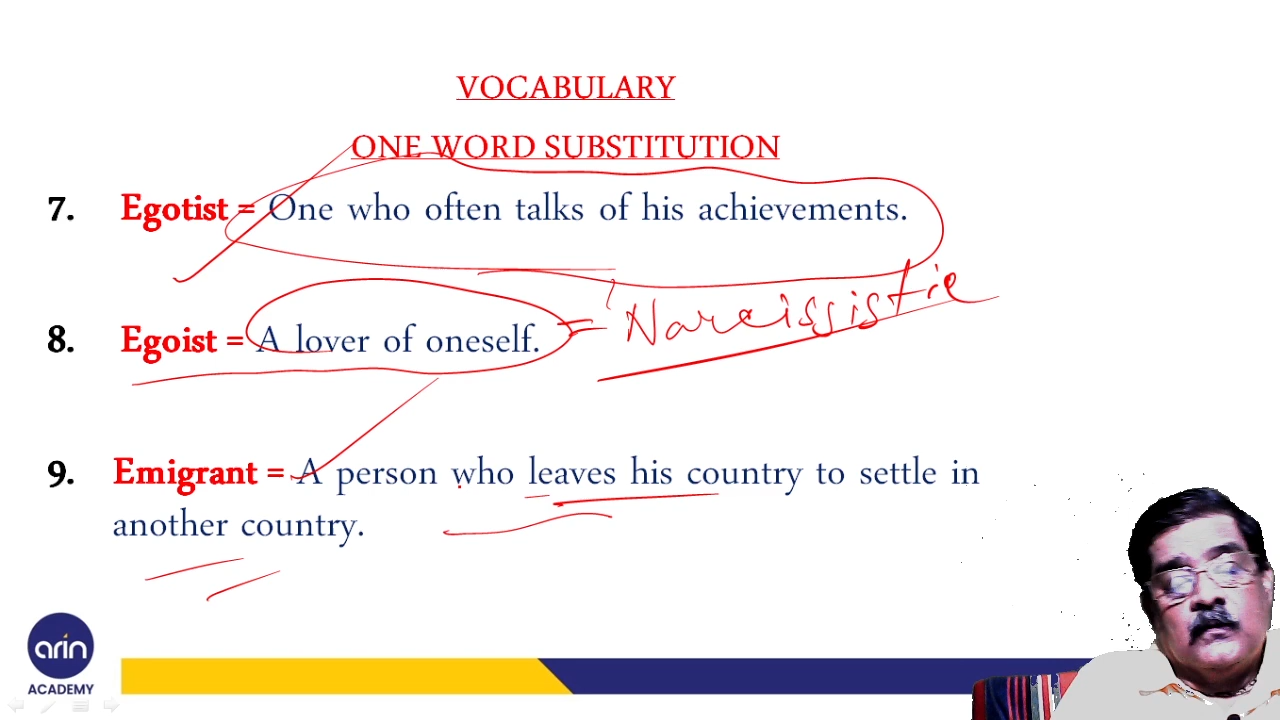 VOCABULARY
ONE WORD SUBSTITUTION
7. Egotist = One who often talks of his achievements.
8. Egoist = A lover of oneself. = Narcissistic
9. Emigrant = A person who leaves his country to settle in
another country.
arin
ACADEMY